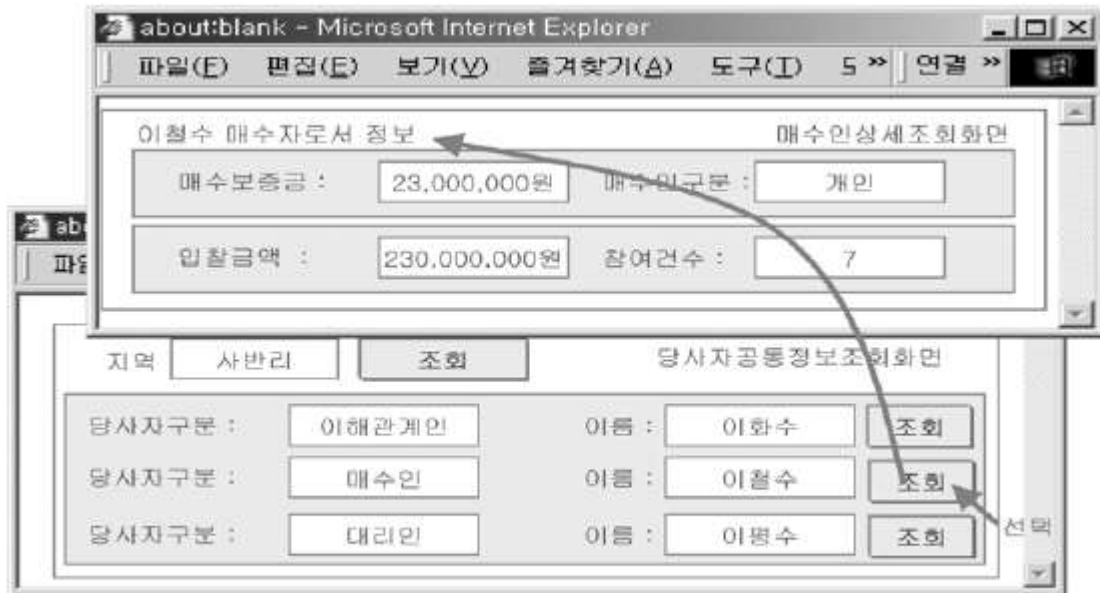 about:blank - Microsoft Internet Explorer
파일(F) 편집(E) 보기(V) 즐겨찾기(A) 도구(T) 5 » 연결 »
이철수 매수자로서 정보 매수인상세조회화면
매수보증금 : 23,000,000원 매수인구분 : 개인
입찰금액 : 230,000,000원 참여건수 : 7
abo
파일
지역 사반리 조회 당사자공통정보조회화면
당사자구분 : 이해관계인 이름 : 이화수 조회
당사자구분 : 매수인 이름 : 이철수 조회
선택
당사자구분 : 대리인 이름 : 이평수 조회